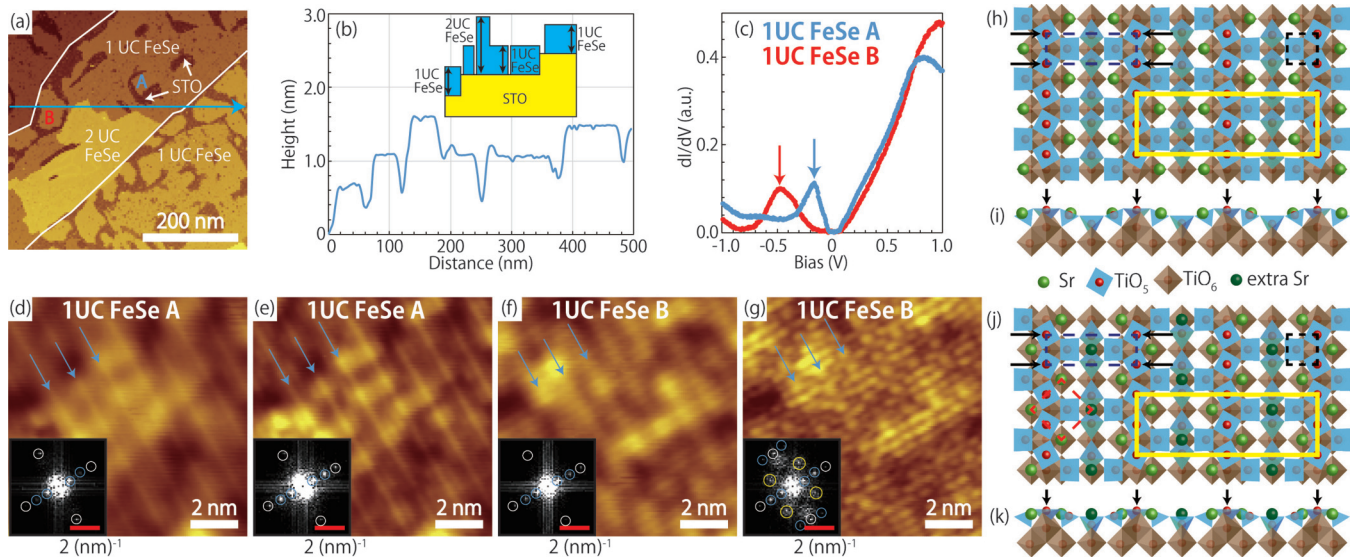 (a)
1 UC FeSe
A
STO
B
2 UC
FeSe
1 UC FeSe
200 nm
(b)
3.0
2.0
1.0
0
Height (nm)
0
100
200
300
400
500
Distance (nm)
2UC
FeSe
1UC
FeSe
1UC
FeSe
1UC
FeSe
STO
(c)
1UC FeSe A
1UC FeSe B
0.4
0.2
0
dI/dV (a.u.)
-1.0
-0.5
0
0.5
1.0
Bias (V)
(d)
1UC FeSe A
2 nm
2 (nm)⁻¹
(e)
1UC FeSe A
2 nm
2 (nm)⁻¹
(f)
1UC FeSe B
2 nm
2 (nm)⁻¹
(g)
1UC FeSe B
2 nm
2 (nm)⁻¹
(h)
(i)
Sr
TiO₅
TiO₆
extra Sr
(j)
(k)